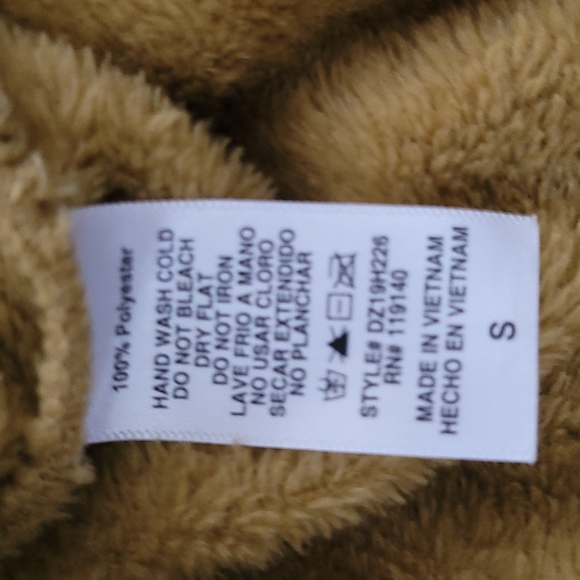 100% Polyester
HAND WASH COLD
DO NOT BLEACH
DRY FLAT
DO NOT IRON
LAVE FRIO A MANO
NO USAR CLORO
SECAR EXTENDIDO
NO PLANCHAR
STYLE# DZ19H226
RN# 119140
MADE IN VIETNAM
HECHO EN VIETNAM
S